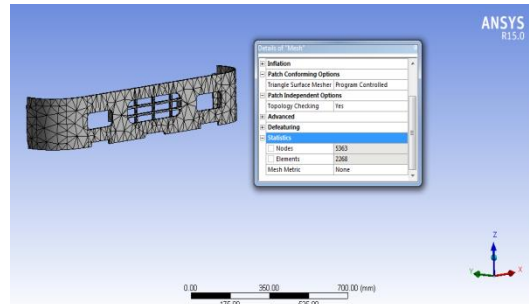 ANSYS
R15.0
Details of "Mesh"
Inflation
Patch Conforming Options
Triangle Surface Mesher Program Controlled
Patch Independent Options
Topology Checking Yes
Advanced
Defeaturing
Statistics
Nodes 5363
Elements 2268
Mesh Metric None
Z
Y
X
0.00 350.00 700.00 (mm)
175.00 525.00